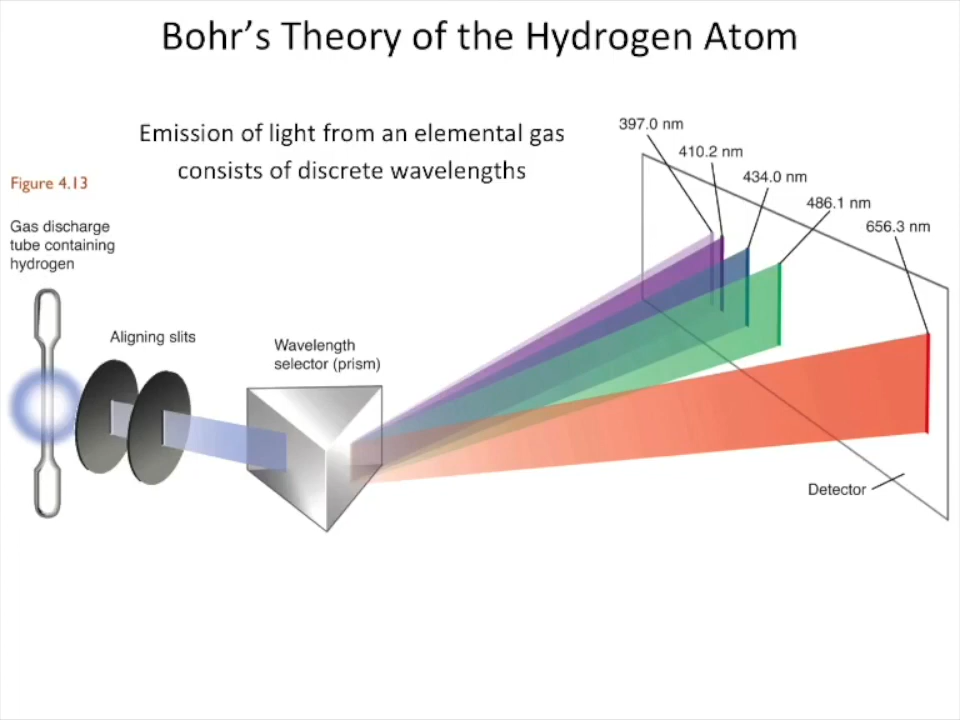 Bohr’s Theory of the Hydrogen Atom
Emission of light from an elemental gas
consists of discrete wavelengths
Figure 4.13
Gas discharge
tube containing
hydrogen
Aligning slits
Wavelength
selector (prism)
397.0 nm
410.2 nm
434.0 nm
486.1 nm
656.3 nm
Detector